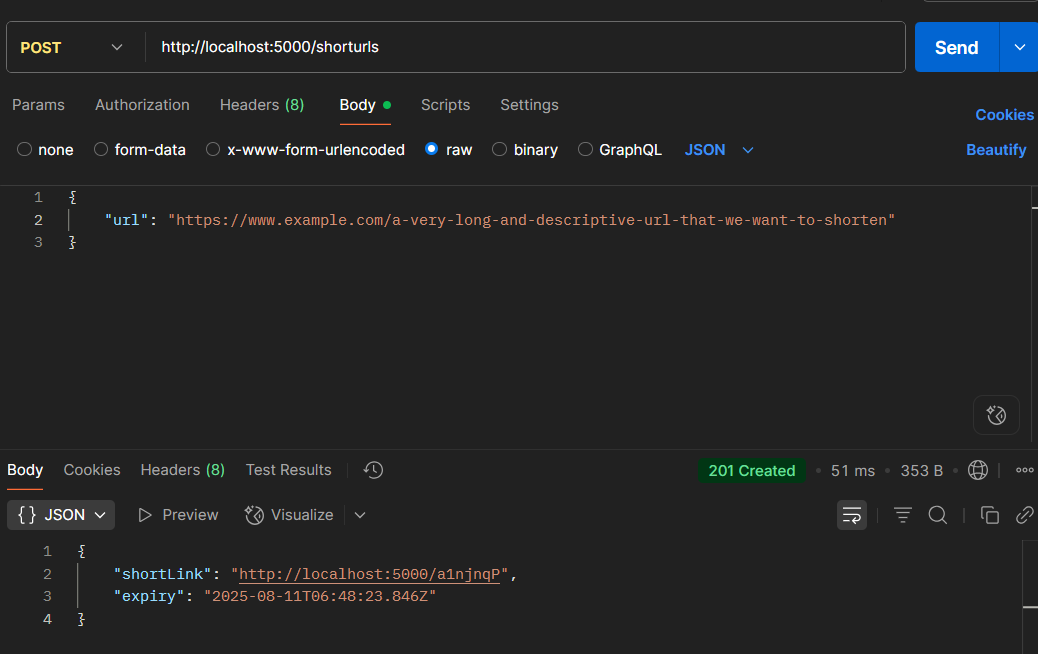 POST http://localhost:5000/shorturls Send
Params Authorization Headers (8) Body Scripts Settings Cookies
none form-data x-www-form-urlencoded raw binary GraphQL JSON Beautify
1 {
2 "url": "https://www.example.com/a-very-long-and-descriptive-url-that-we-want-to-shorten"
3 }
Body Cookies Headers (8) Test Results 201 Created 51 ms 353 B
{} JSON Preview Visualize
1 {
2 "shortLink": "http://localhost:5000/a1njnqP",
3 "expiry": "2025-08-11T06:48:23.846Z"
4 }